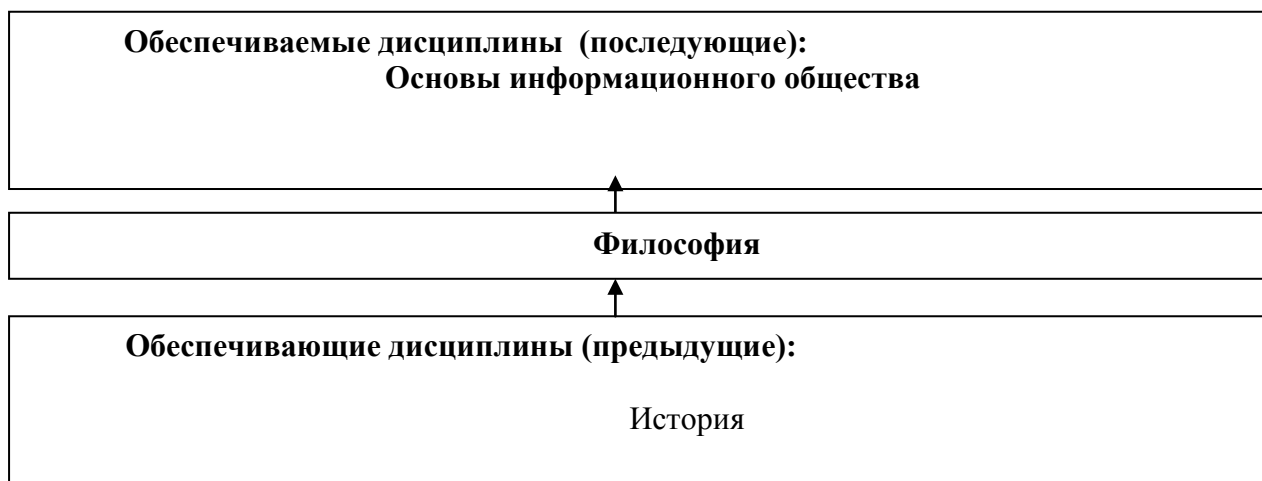 Обеспечиваемые дисциплины (последующие):
Основы информационного общества
Философия
Обеспечивающие дисциплины (предыдущие):
История